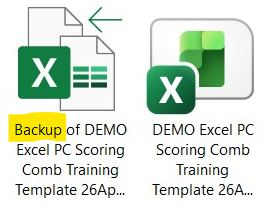 X
Backup of DEMO
Excel PC Scoring
Comb Training
Template 26Ap...
X
DEMO Excel PC
Scoring Comb
Training
Template 26A...